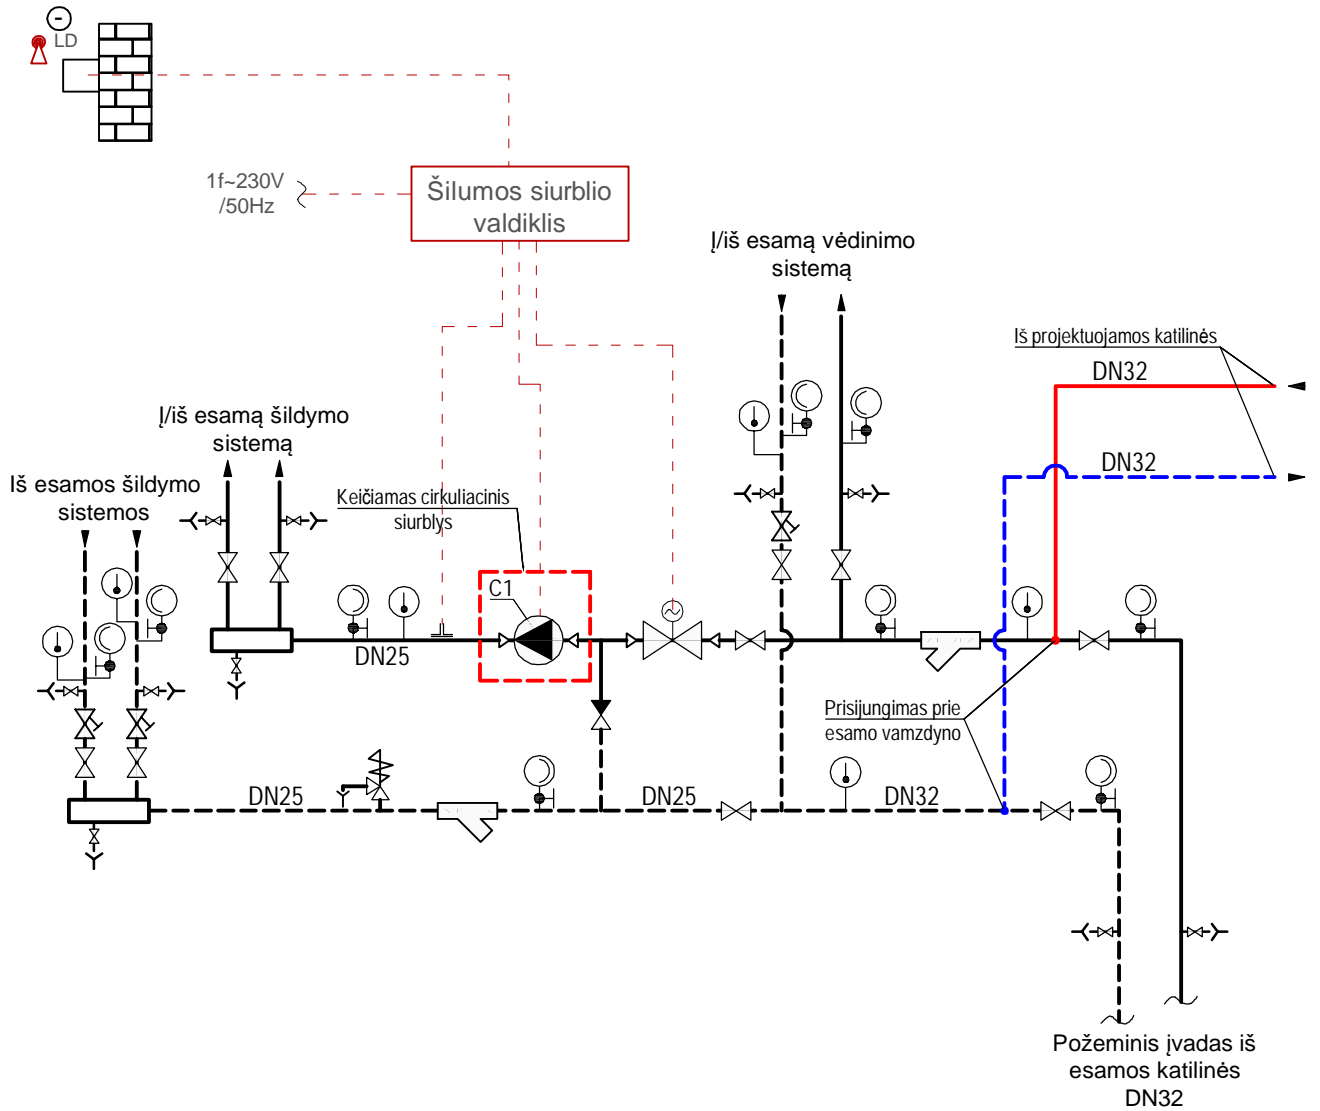 LD
1f~230V
/50Hz
Šilumos siurblio
valdiklis
Į/iš esamą vėdinimo
sistemą
Iš projektuojamos katilinės
DN32
Į/iš esamą šildymo
sistemą
DN32
Iš esamos šildymo
sistemos
Keičiamas cirkuliacinis
siurblys
C1
DN25
Prisijungimas prie
esamo vamzdyno
DN25
DN25
DN32
Požeminis įvadas iš
esamos katilinės
DN32